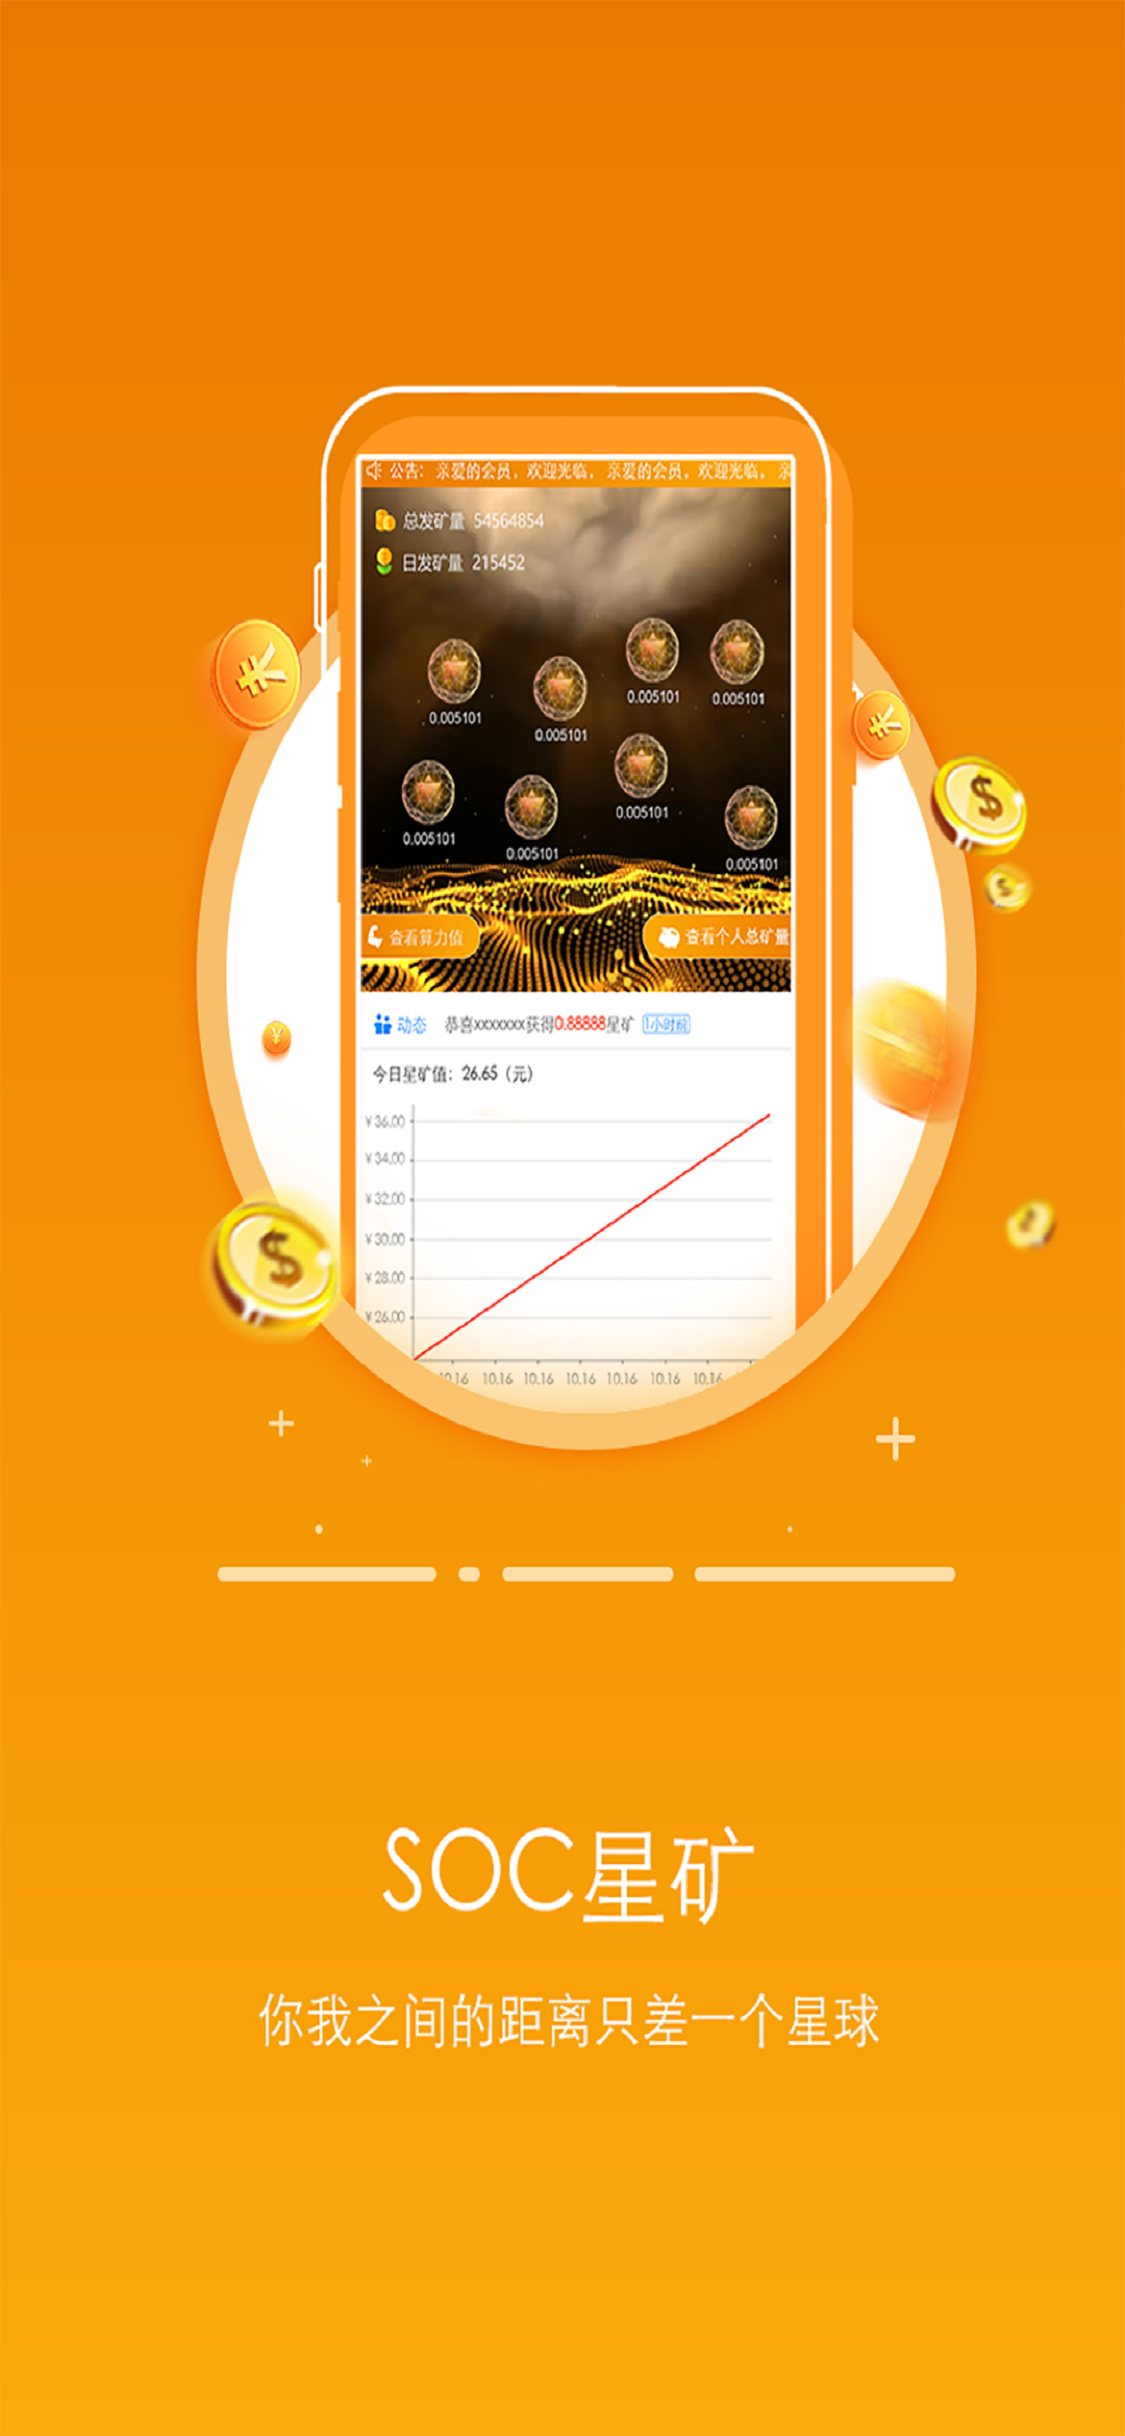 公告: 亲爱的会员，欢迎光临， 亲爱的会员，欢迎光临， 亲
总发矿量 54564854
日发矿量 215452
0.005101 0.005101
0.005101 0.005101
0.005101
0.005101 0.005101
0.005101
查看算力值 查看个人总矿量
动态 恭喜xxxxxxx获得0.88888星矿 1小时前
今日星矿值: 26.65 (元)
¥36.00
¥34.00
¥32.00
¥30.00
¥28.00
¥26.00
10.16 10.16 10.16 10.16 10.16 10.16 10.16
SOC星矿
你我之间的距离只差一个星球